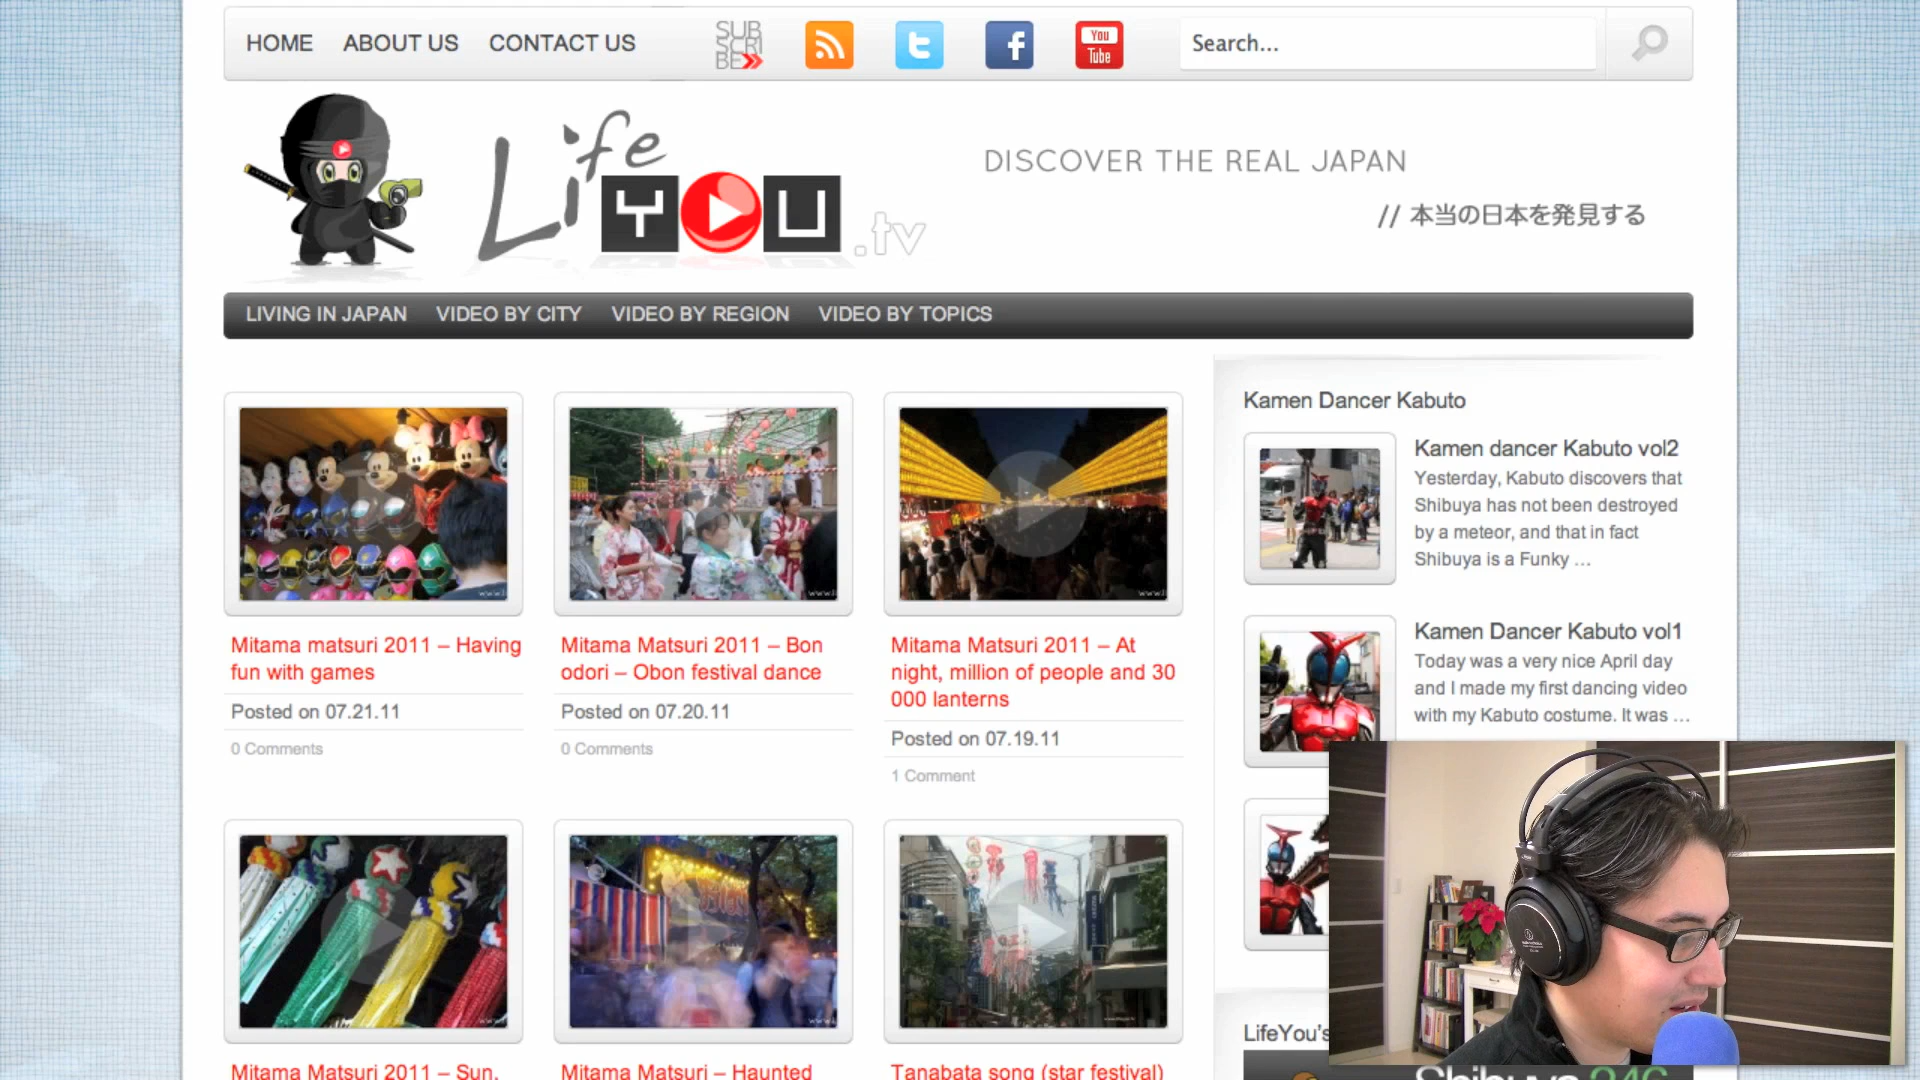 HOME ABOUT US CONTACT US SUBSCRIBE You Tube Search...
Life YOU.tv
DISCOVER THE REAL JAPAN
// 本当の日本を発見する
LIVING IN JAPAN VIDEO BY CITY VIDEO BY REGION VIDEO BY TOPICS
Mitama matsuri 2011 – Having
fun with games
Posted on 07.21.11
0 Comments
Mitama Matsuri 2011 – Bon
odori – Obon festival dance
Posted on 07.20.11
0 Comments
Mitama Matsuri 2011 – At
night, million of people and 30
000 lanterns
Posted on 07.19.11
1 Comment
Mitama Matsuri 2011 – Sun,
Mitama Matsuri – Haunted
Tanabata song (star festival)
Kamen Dancer Kabuto
Kamen dancer Kabuto vol2
Yesterday, Kabuto discovers that
Shibuya has not been destroyed
by a meteor, and that in fact
Shibuya is a Funky ...
Kamen Dancer Kabuto vol1
Today was a very nice April day
and I made my first dancing video
with my Kabuto costume. It was ...
LifeYou's
Shibuya 246